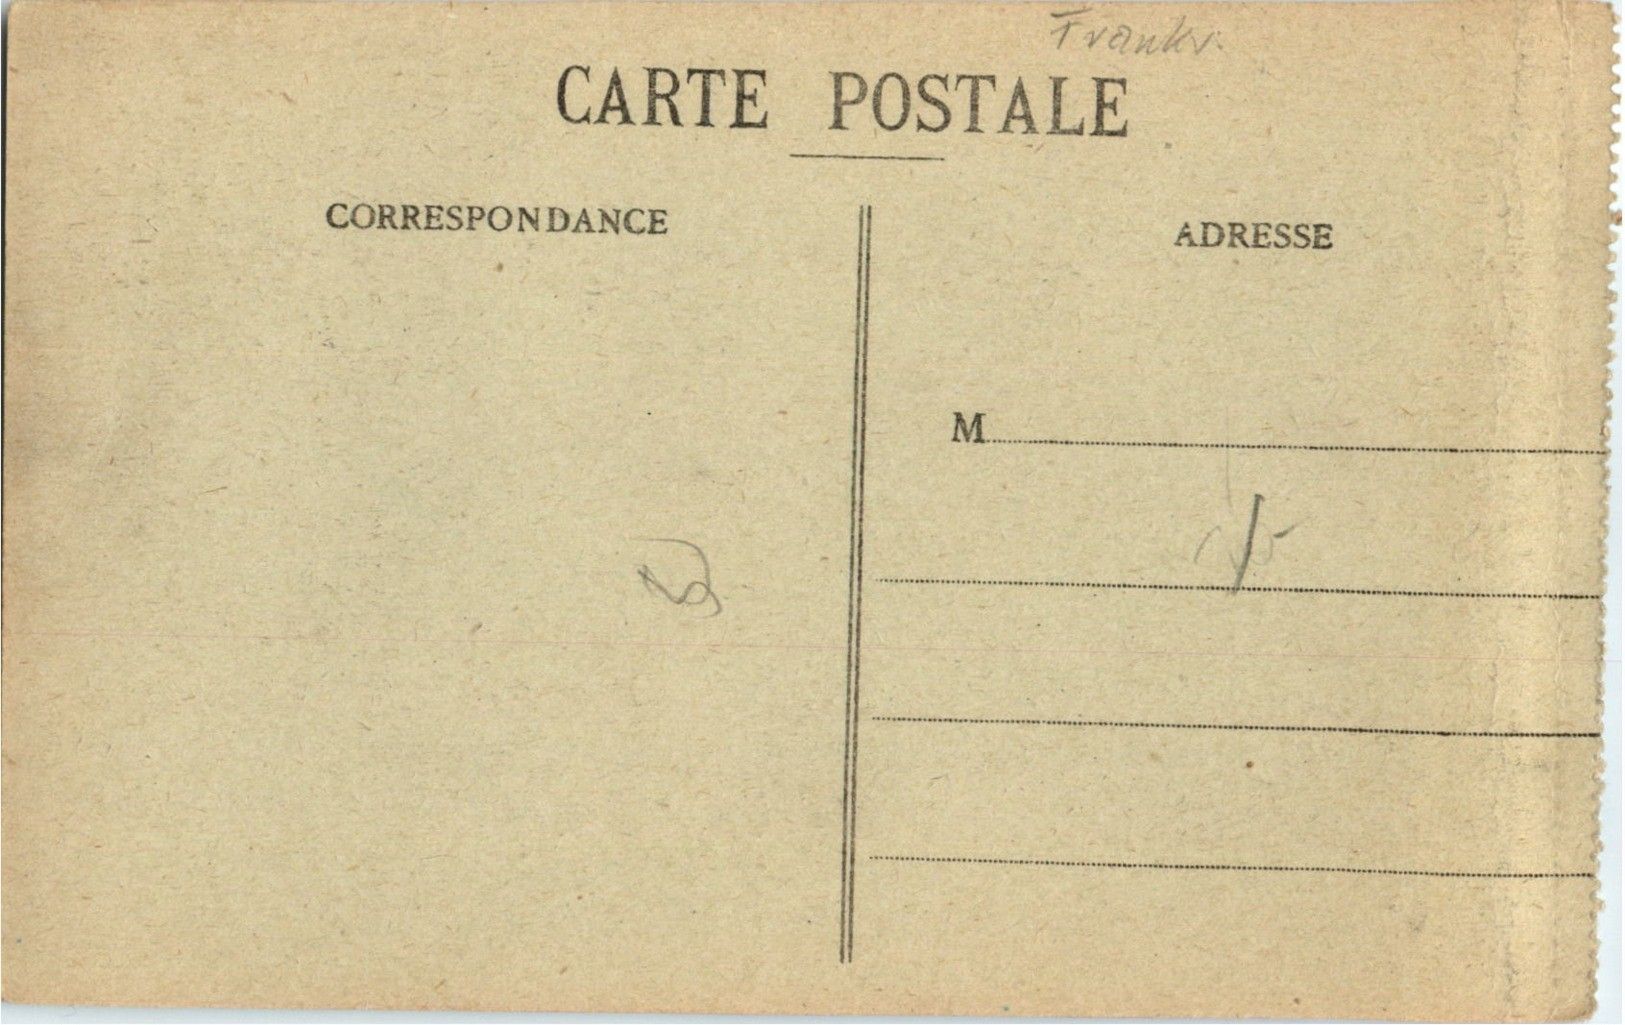 Frankr.
CARTE POSTALE
CORRESPONDANCE
ADRESSE
M